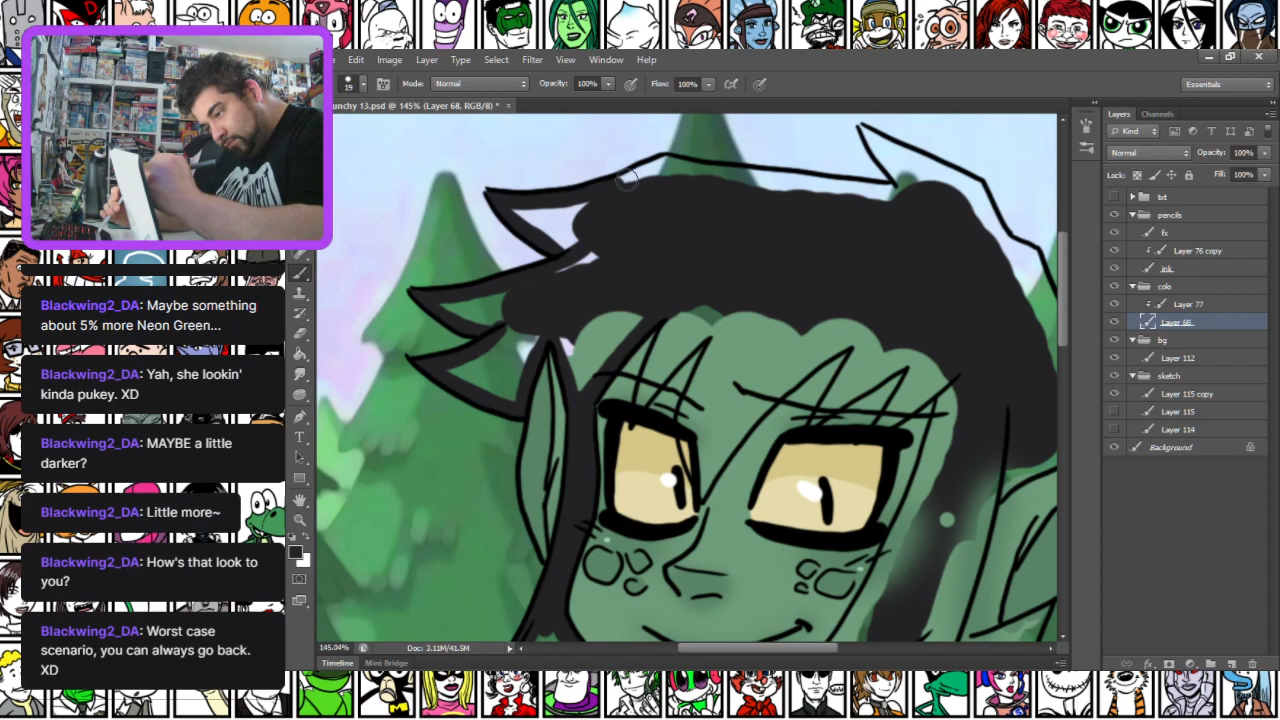 Edit Image Layer Type Select Filter View Window Help
19 Mode: Normal Opacity: 100% Flow: 100% Essentials
unchy 13.psd @ 145% (Layer 68, RGB/8) * ×
Layers Channels
Kind
Normal Opacity: 100%
Lock: Fill: 100%
txt
pencils
fx
Layer 76 copy
ink
colo
Layer 77
Layer 68
bg
Layer 112
sketch
Layer 115 copy
Layer 115
Layer 114
Background
Blackwing2_DA: Maybe something
about 5% more Neon Green...
Blackwing2_DA: Yah, she lookin'
kinda pukey. XD
Blackwing2_DA: MAYBE a little
darker?
Blackwing2_DA: Little more~
Blackwing2_DA: How's that look to
you?
Blackwing2_DA: Worst case
scenario, you can always go back.
XD
145.04% Doc: 3.11M/41.5M
Timeline Mini Bridge